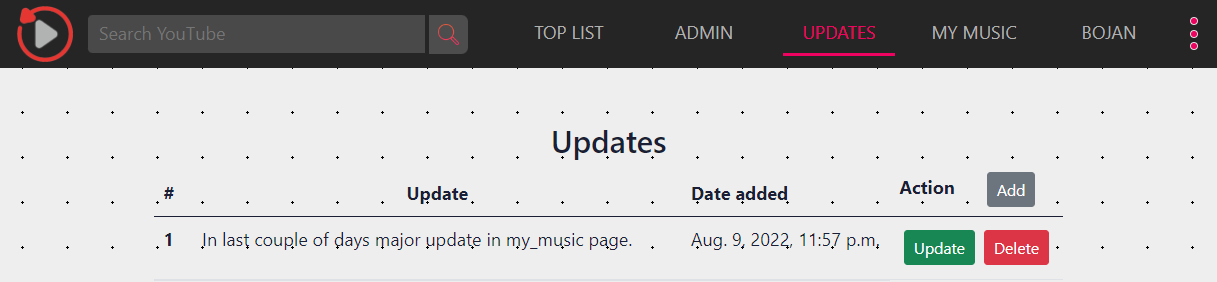 Search YouTube TOP LIST ADMIN UPDATES MY MUSIC BOJAN
Updates
# Update Date added Action Add
1 In last couple of days major update in my_music page. Aug. 9, 2022, 11:57 p.m. Update Delete